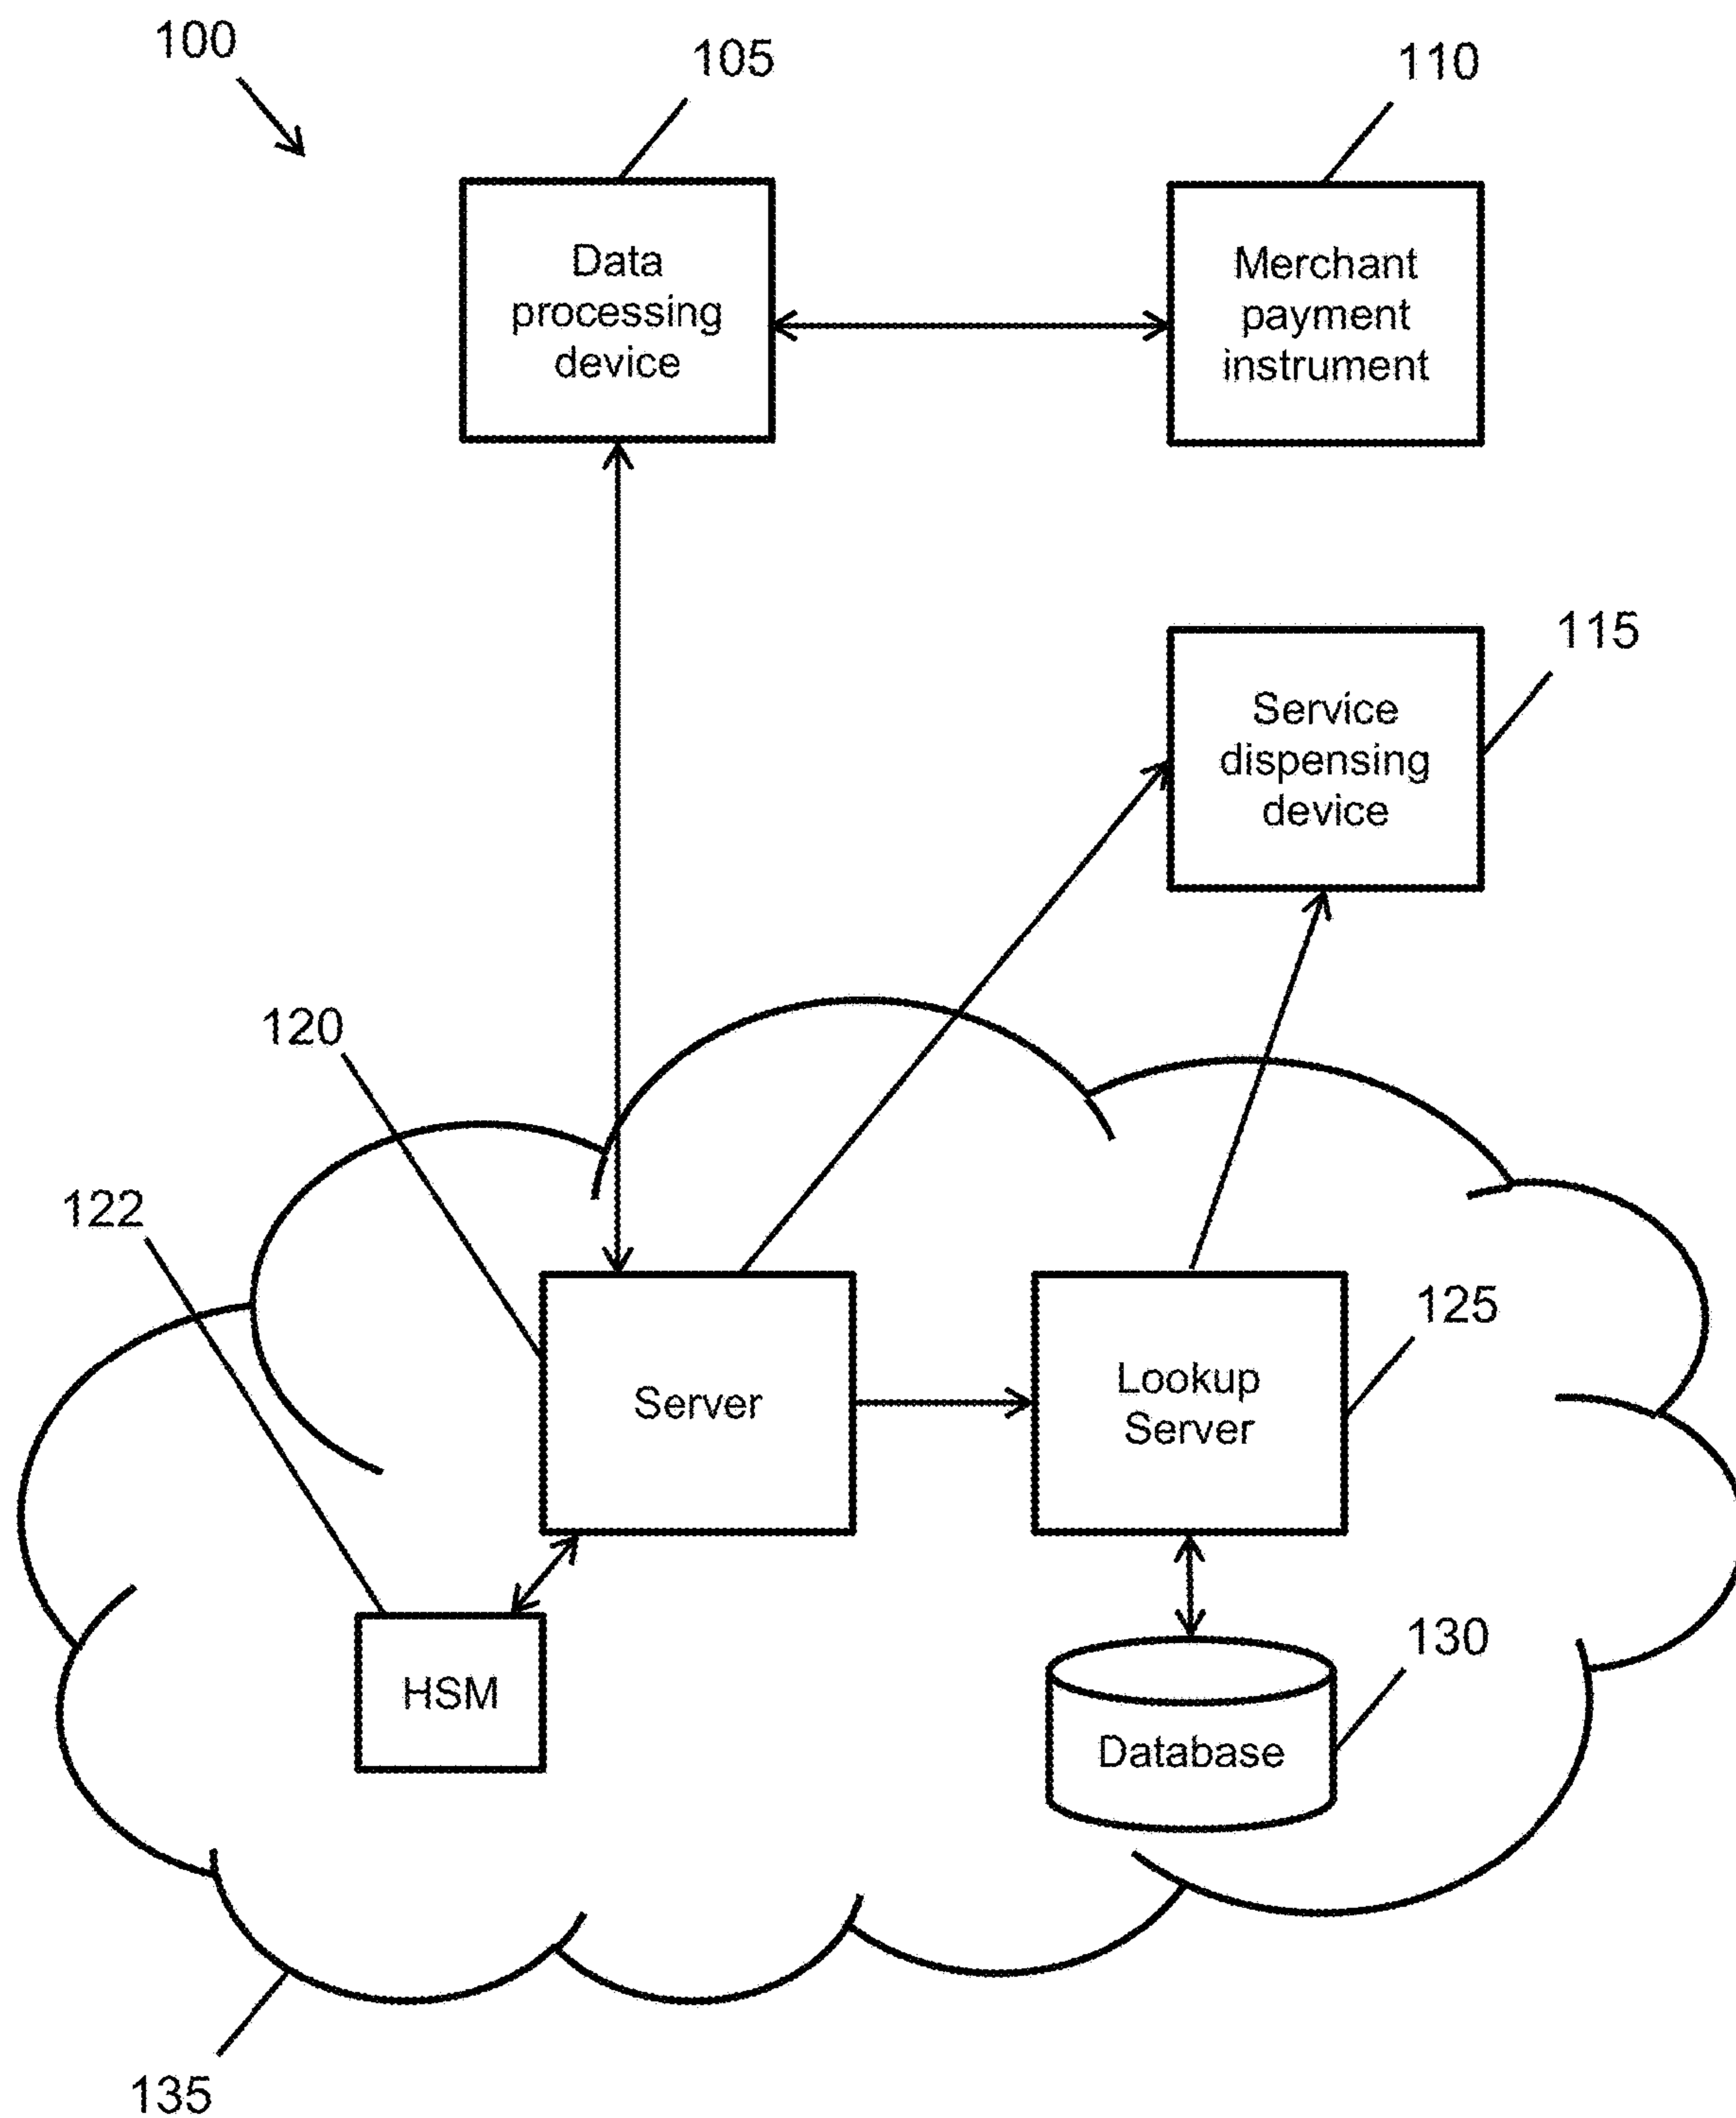 100
105
110
Data
processing
device
Merchant
payment
instrument
115
Service
dispensing
device
120
122
125
Server
Lookup
Server
130
HSM
Database
135